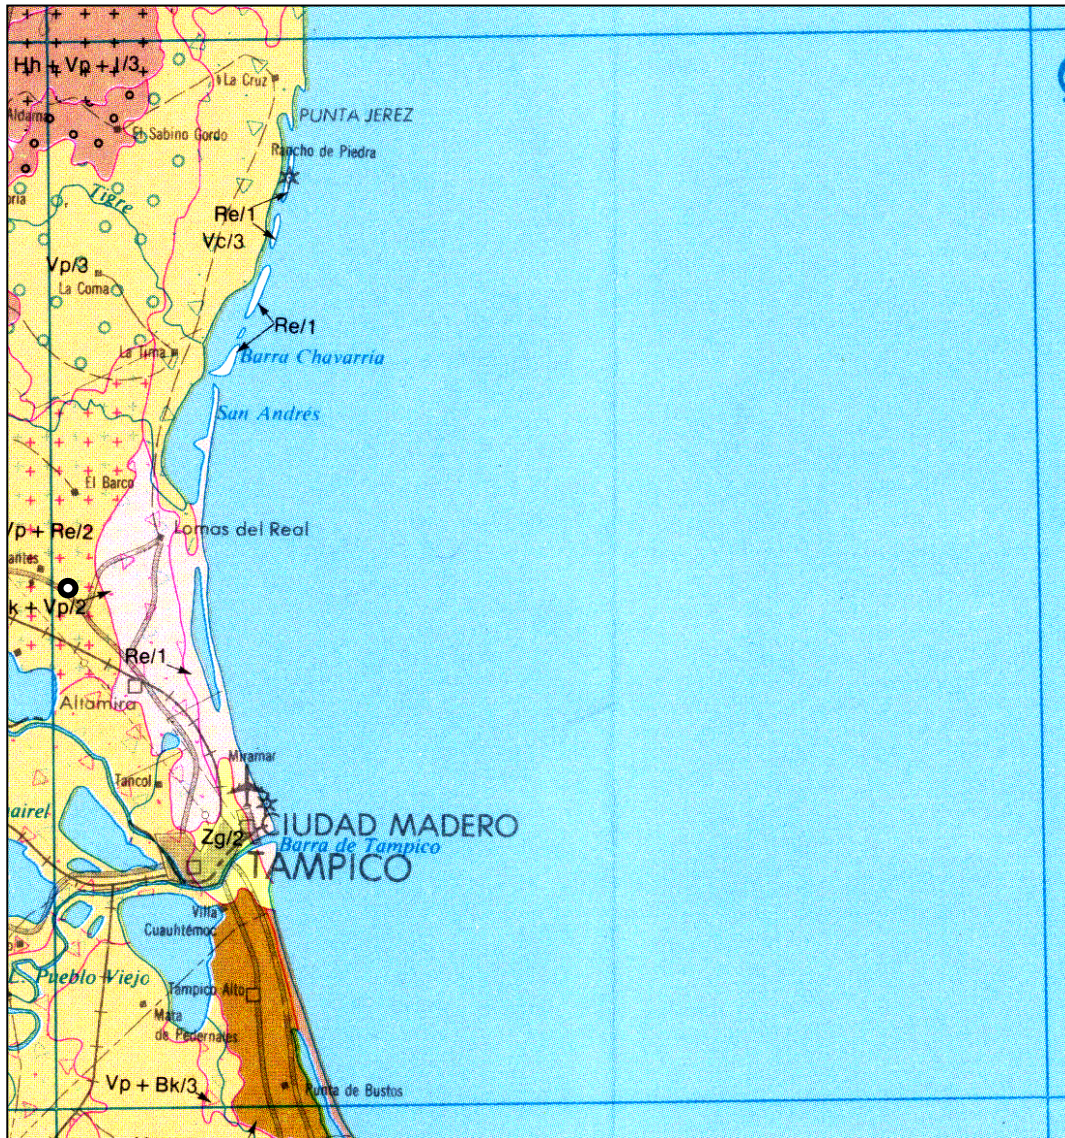 Hh + Vp + I/3
La Cruz
PUNTA JEREZ
Aldama
El Sabino Gordo
Rancho de Piedra
Tigre
Re/1
Vc/3
Vp/3
La Coma
Re/1
La Tima
Barra Chavarría
San Andrés
El Barco
Vp + Re/2
Lomas del Real
antes
k + Vp/2
Re/1
Altamira
Miramar
Tancol
airel
CIUDAD MADERO
Zg/2
Barra de Tampico
TAMPICO
Villa
Cuauhtémoc
L. Pueblo Viejo
Tampico Alto
Mata
de Pedernales
Vp + Bk/3
Punta de Bustos